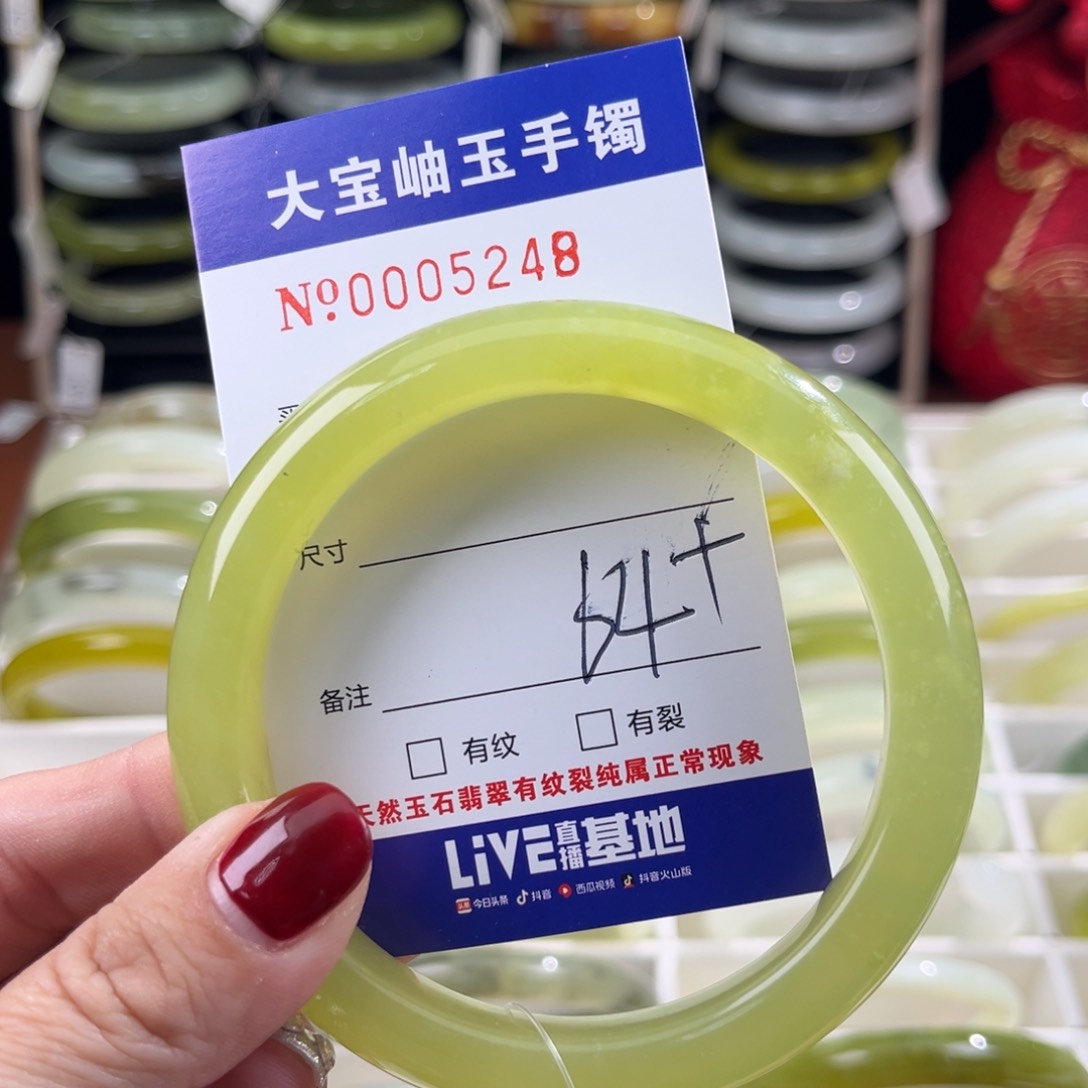 大宝岫玉手镯
Nº0005248
尺寸
54+
备注
□ 有纹 □ 有裂
天然玉石翡翠有纹裂纯属正常现象
LiVE直播基地
头条 今日头条 抖音 西瓜视频 抖音火山版